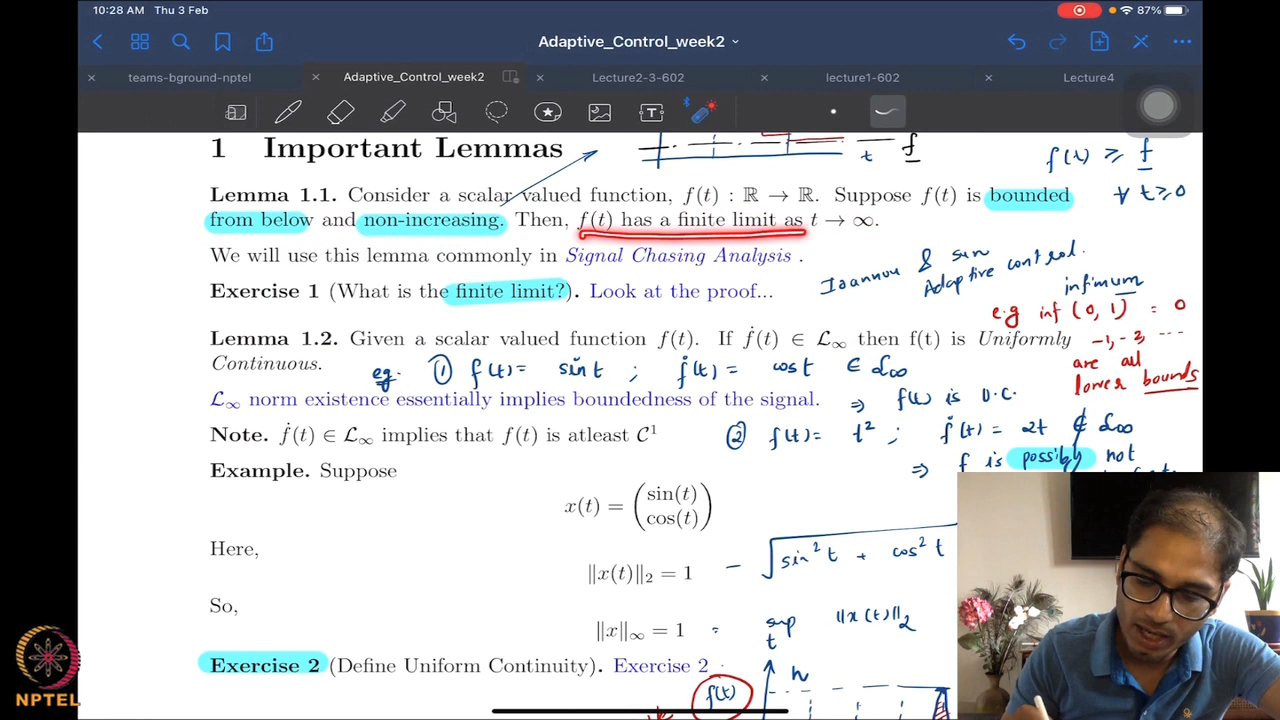 10:28 AM Thu 3 Feb
87%
Adaptive_Control_week2
teams-bground-nptel
Adaptive_Control_week2
Lecture2-3-602
lecture1-602
Lecture4
1 Important Lemmas
t
f
f(t) ≥ f
∀ t≥0
Lemma 1.1. Consider a scalar valued function, f(t) : ℝ → ℝ. Suppose f(t) is bounded
from below and non-increasing. Then, f(t) has a finite limit as t → ∞.
We will use this lemma commonly in Signal Chasing Analysis .
Ioannou & sun
Adaptive control.
Exercise 1 (What is the finite limit?). Look at the proof...
infimum
e.g inf (0, 1) = 0
-1, -2, ...
are all
lower bounds
Lemma 1.2. Given a scalar valued function f(t). If ḟ(t) ∈ ℒ∞ then f(t) is Uniformly
Continuous.
eg. ① f(t) = sin t ; ḟ(t) = cos t ∈ ℒ∞
⇒ f(t) is U.C.
ℒ∞ norm existence essentially implies boundedness of the signal.
Note. ḟ(t) ∈ ℒ∞ implies that f(t) is atleast 𝒞¹
② f(t) = t² ; ḟ(t) = 2t ∉ ℒ∞
⇒ f is possibly not
Example. Suppose
x(t) = (sin(t)
cos(t))
Here,
‖x(t)‖₂ = 1 – √sin² t + cos² t
So,
‖x‖∞ = 1 = sup ‖x(t)‖₂
t
Exercise 2 (Define Uniform Continuity). Exercise 2
f(t)
NPTEL